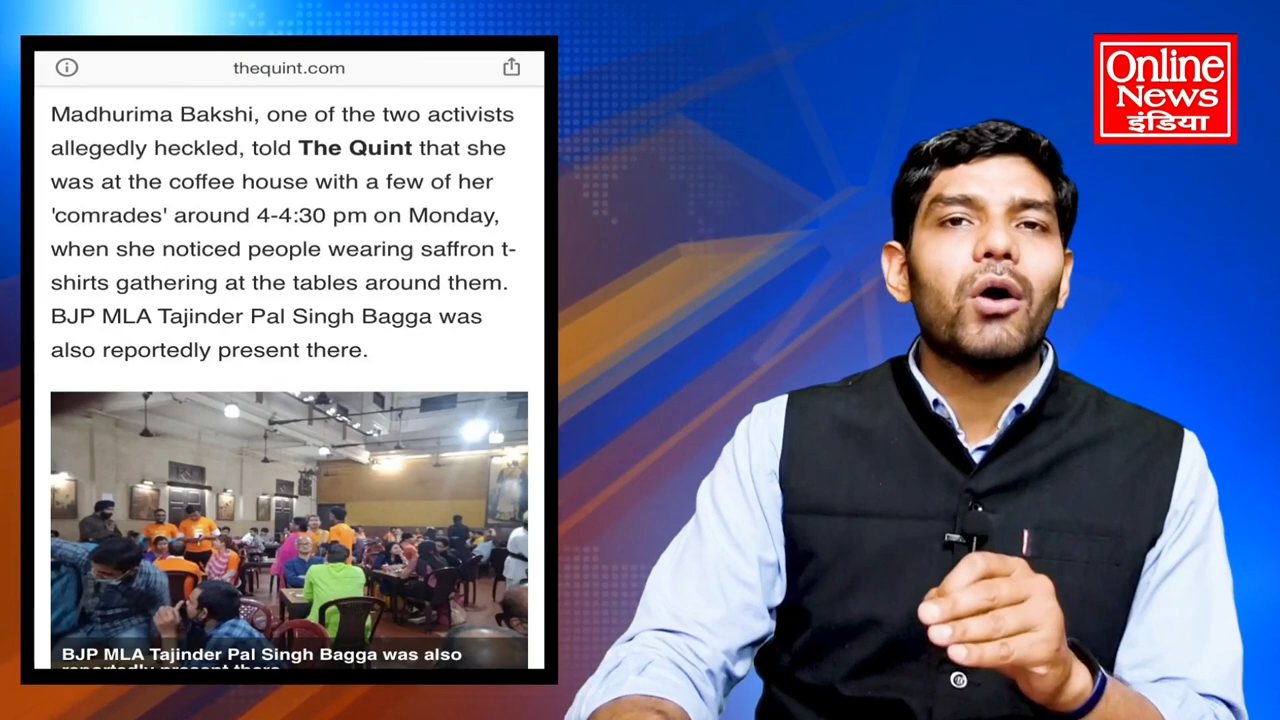 thequint.com
Madhurima Bakshi, one of the two activists
allegedly heckled, told The Quint that she
was at the coffee house with a few of her
'comrades' around 4-4:30 pm on Monday,
when she noticed people wearing saffron t-
shirts gathering at the tables around them.
BJP MLA Tajinder Pal Singh Bagga was
also reportedly present there.
BJP MLA Tajinder Pal Singh Bagga was also
reportedly present there
Online
News
इंडिया